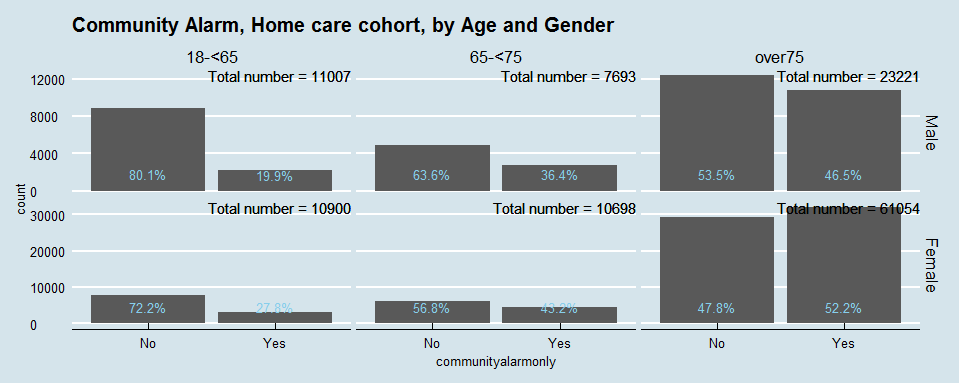 Community Alarm, Home care cohort, by Age and Gender
18-<65
65-<75
over75
Total number = 11007
Total number = 7693
Total number = 23221
12000
8000
4000
0
80.1%
19.9%
63.6%
36.4%
53.5%
46.5%
Male
count
Total number = 10900
Total number = 10698
Total number = 61054
30000
20000
10000
0
72.2%
27.8%
56.8%
43.2%
47.8%
52.2%
Female
No
Yes
No
Yes
No
Yes
communityalarmonly